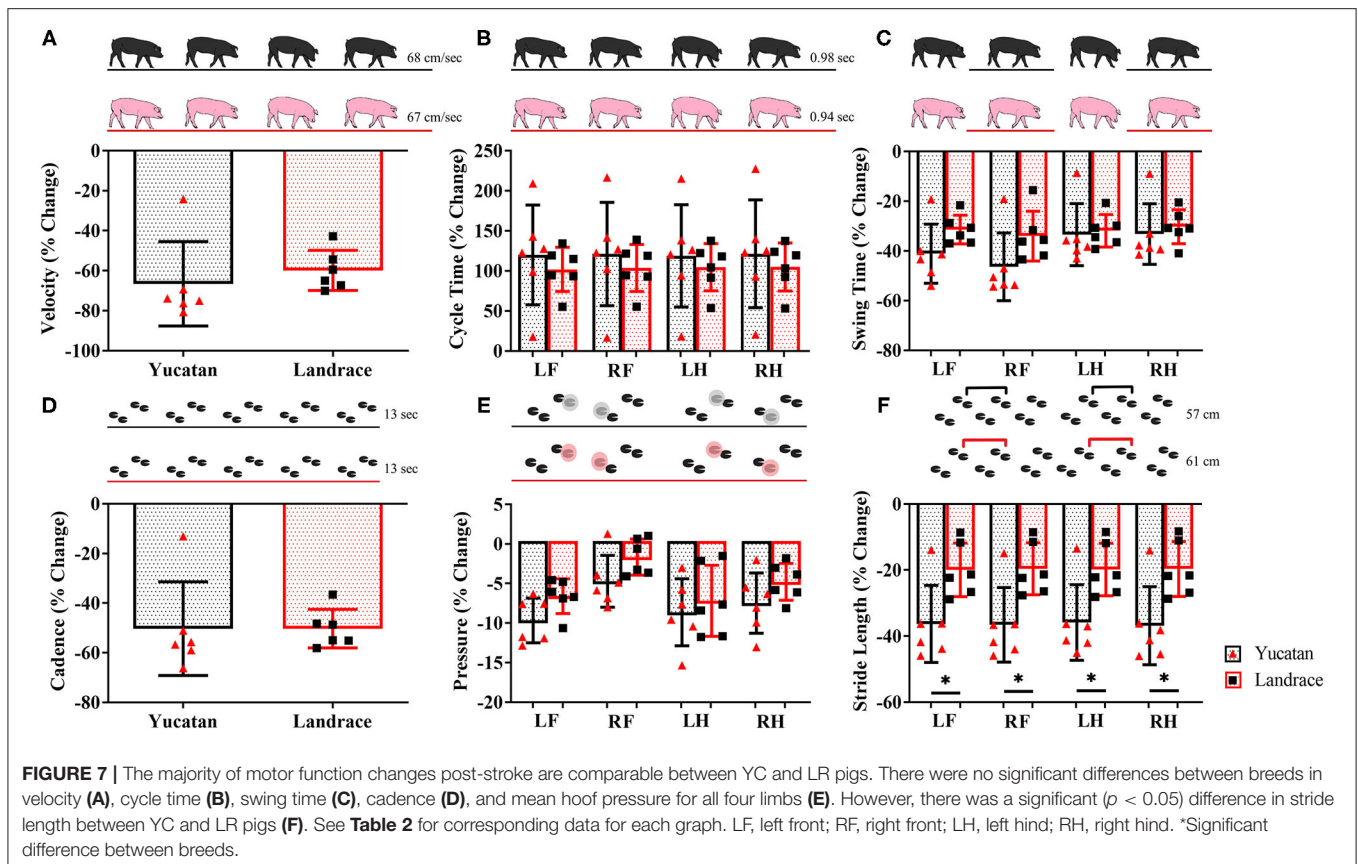 A
68 cm/sec
67 cm/sec
0
-20
-40
-60
-80
-100
Velocity (% Change)
Yucatan Landrace
B
0.98 sec
0.94 sec
250
200
150
100
50
0
Cycle Time (% Change)
LF RF LH RH
C
0
-20
-40
-60
-80
Swing Time (% Change)
LF RF LH RH
D
13 sec
13 sec
0
-20
-40
-60
-80
Cadence (% Change)
Yucatan Landrace
E
5
0
-5
-10
-15
-20
Pressure (% Change)
LF RF LH RH
F
57 cm
61 cm
0
-20
-40
-60
Stride Length (% Change)
* * * *
LF RF LH RH
Yucatan
Landrace
FIGURE 7 | The majority of motor function changes post-stroke are comparable between YC and LR pigs. There were no significant differences between breeds in
velocity (A), cycle time (B), swing time (C), cadence (D), and mean hoof pressure for all four limbs (E). However, there was a significant (p < 0.05) difference in stride
length between YC and LR pigs (F). See Table 2 for corresponding data for each graph. LF, left front; RF, right front; LH, left hind; RH, right hind. *Significant
difference between breeds.